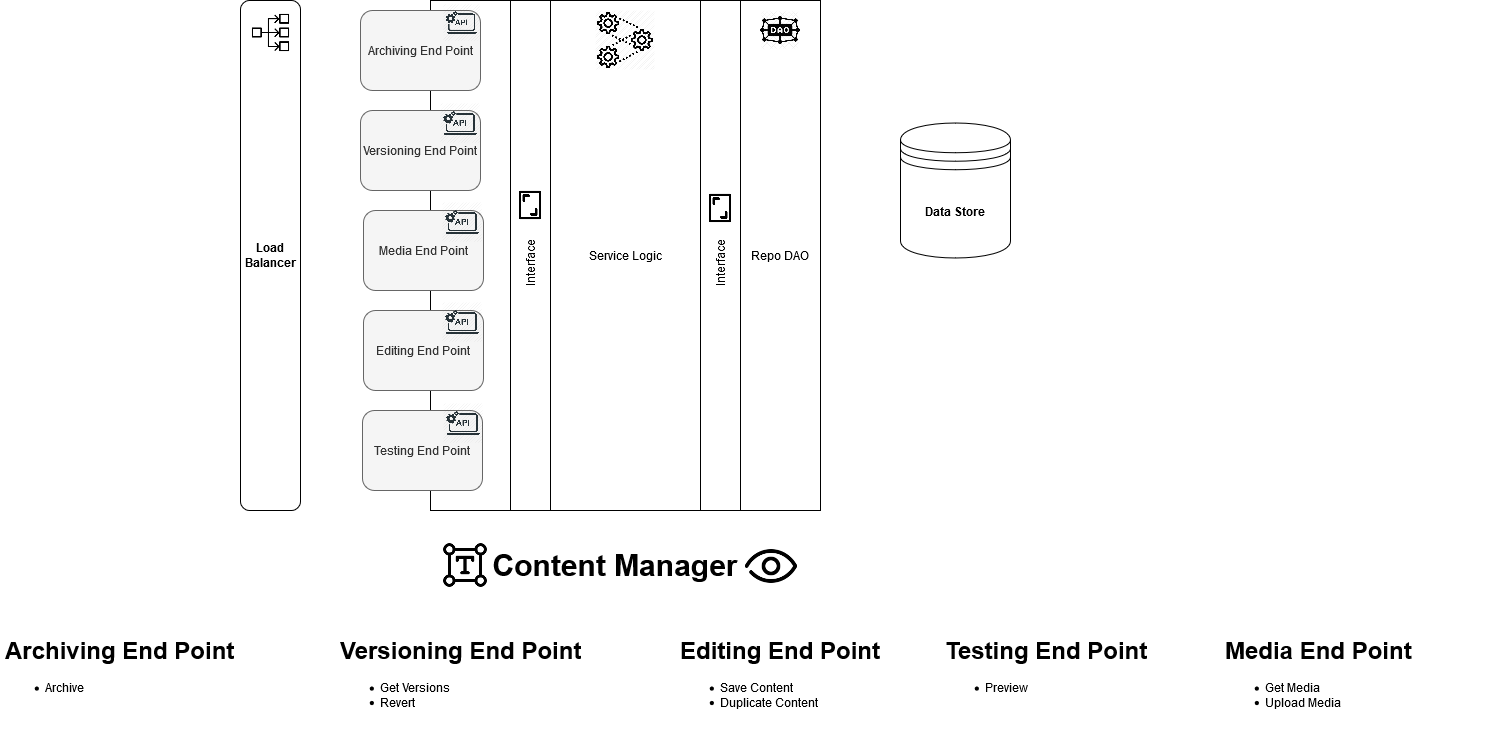 API
Archiving End Point
API
Versioning End Point
API
Media End Point
API
Editing End Point
API
Testing End Point
Load
Balancer
Interface
Service Logic
Interface
DAO
Repo DAO
Data Store
T
Content Manager
Archiving End Point
• Archive
Versioning End Point
• Get Versions
• Revert
Editing End Point
• Save Content
• Duplicate Content
Testing End Point
• Preview
Media End Point
• Get Media
• Upload Media